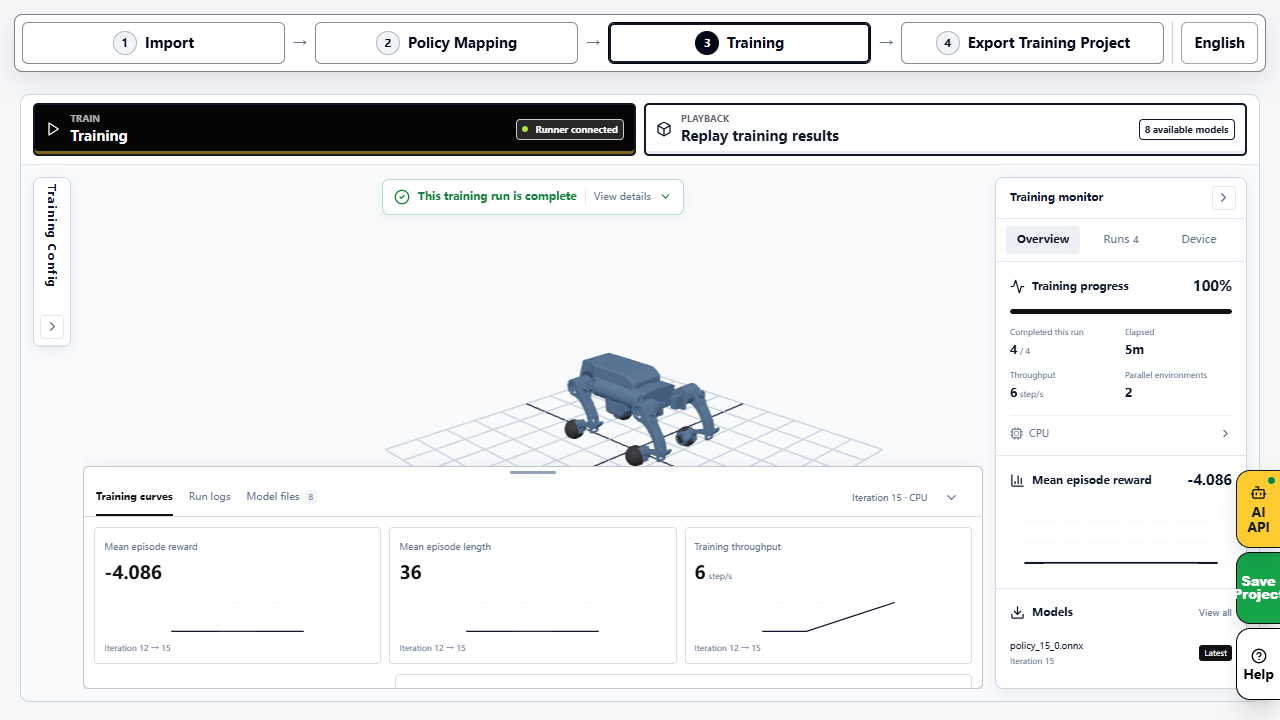 1 Import → 2 Policy Mapping → 3 Training → 4 Export Training Project English
TRAIN
Training
Runner connected
PLAYBACK
Replay training results
8 available models
Training Config
This training run is complete View details
Training monitor
Overview Runs 4 Device
Training progress 100%
Completed this run Elapsed
4 / 4 5m
Throughput Parallel environments
6 step/s 2
CPU
Mean episode reward -4.086
Models View all
policy_15_0.onnx
Iteration 15
Latest
Training curves Run logs Model files 8 Iteration 15 · CPU
Mean episode reward
-4.086
Iteration 12 → 15
Mean episode length
36
Iteration 12 → 15
Training throughput
6 step/s
Iteration 12 → 15
AI
API
Save
Project
Help